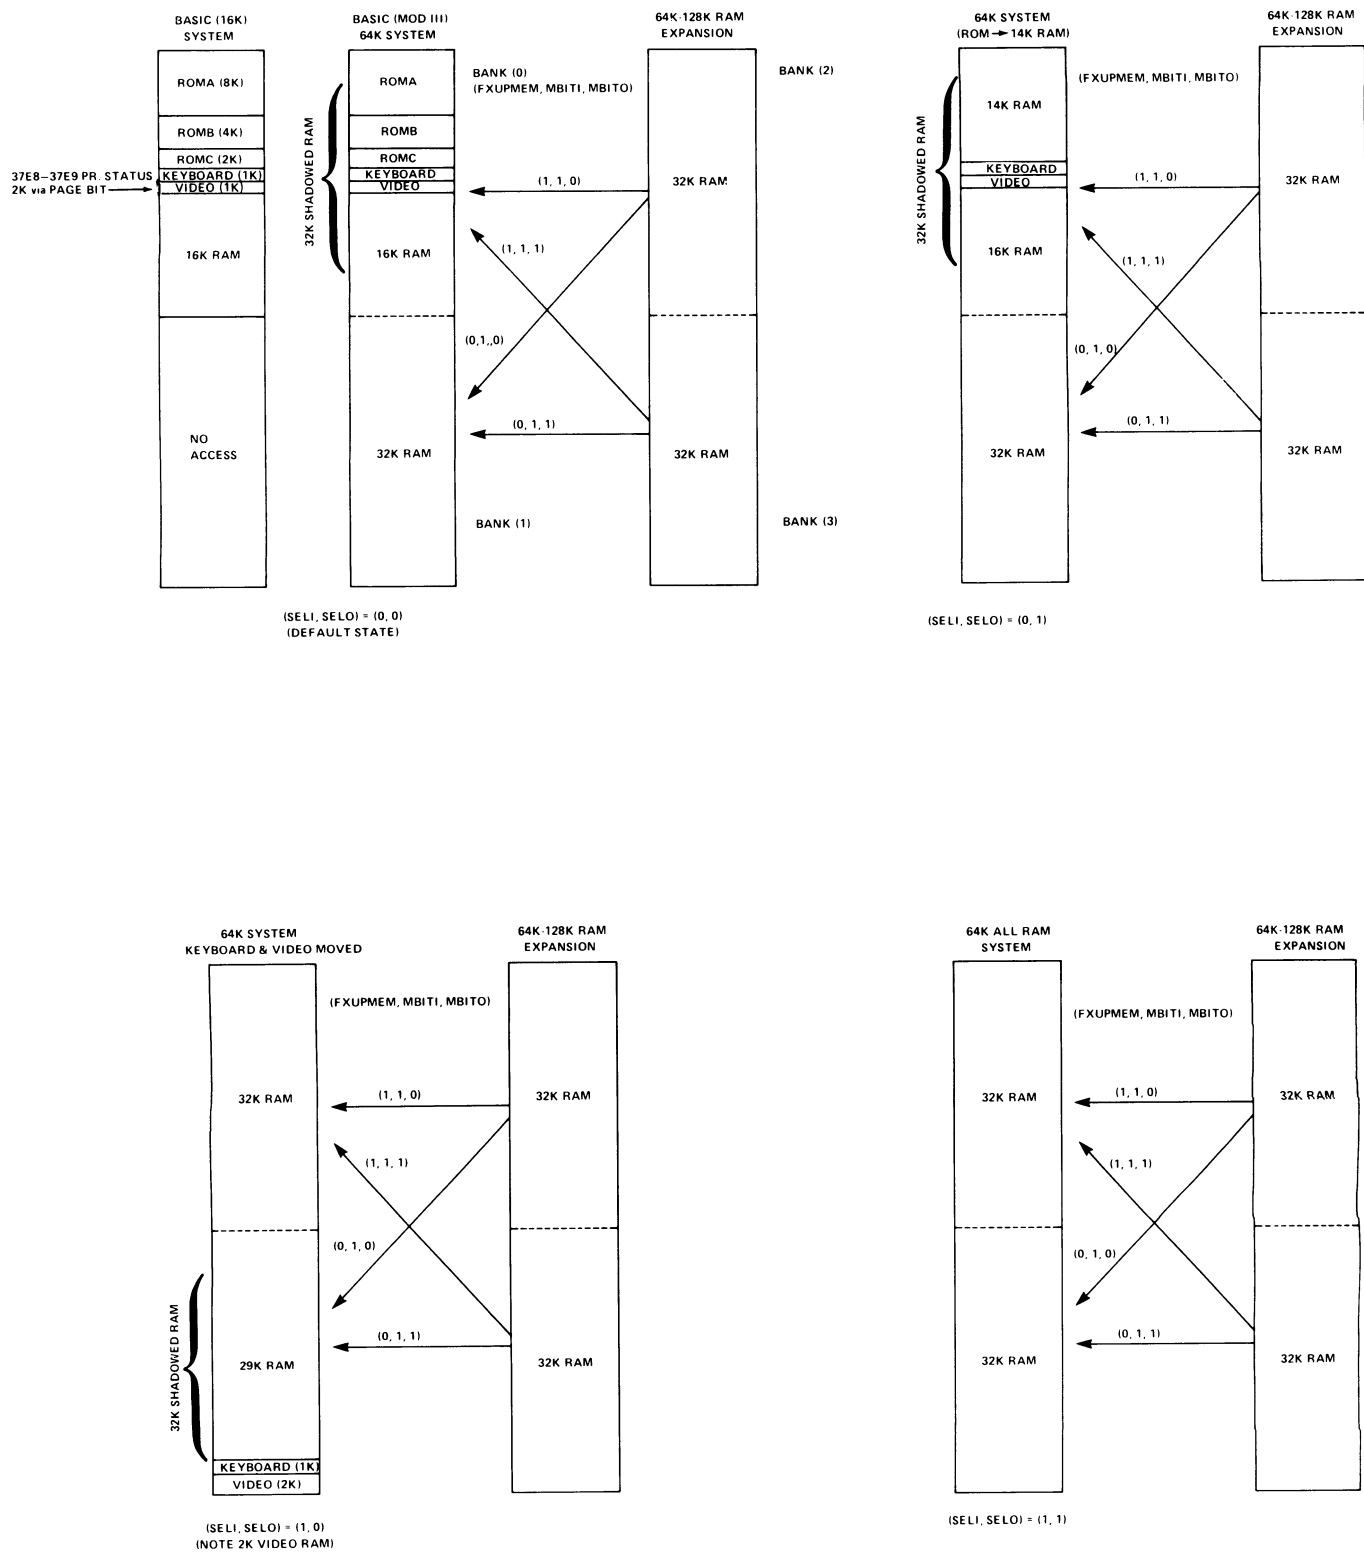 BASIC (16K)
SYSTEM
ROMA (8K)
ROMB (4K)
ROMC (2K)
37E8–37E9 PR. STATUS
KEYBOARD (1K)
2K via PAGE BIT
VIDEO (1K)
16K RAM
NO
ACCESS
BASIC (MOD III)
64K SYSTEM
32K SHADOWED RAM
ROMA
ROMB
ROMC
KEYBOARD
VIDEO
16K RAM
32K RAM
BANK (0)
(FXUPMEM, MBITI, MBITO)
(1, 1, 0)
(1, 1, 1)
(0,1,,0)
(0, 1, 1)
BANK (1)
64K-128K RAM
EXPANSION
32K RAM
32K RAM
BANK (2)
BANK (3)
(SELI, SELO) = (0, 0)
(DEFAULT STATE)
64K SYSTEM
(ROM → 14K RAM)
32K SHADOWED RAM
14K RAM
KEYBOARD
VIDEO
16K RAM
32K RAM
(FXUPMEM, MBITI, MBITO)
(1, 1, 0)
(1, 1, 1)
(0, 1, 0)
(0, 1, 1)
64K-128K RAM
EXPANSION
32K RAM
32K RAM
(SELI, SELO) = (0, 1)
64K SYSTEM
KEYBOARD & VIDEO MOVED
32K RAM
32K SHADOWED RAM
29K RAM
KEYBOARD (1K)
VIDEO (2K)
(FXUPMEM, MBITI, MBITO)
(1, 1, 0)
(1, 1, 1)
(0, 1, 0)
(0, 1, 1)
64K-128K RAM
EXPANSION
32K RAM
32K RAM
(SELI, SELO) = (1, 0)
(NOTE 2K VIDEO RAM)
64K ALL RAM
SYSTEM
32K RAM
32K RAM
(FXUPMEM, MBITI, MBITO)
(1, 1, 0)
(1, 1, 1)
(0, 1, 0)
(0, 1, 1)
64K-128K RAM
EXPANSION
32K RAM
32K RAM
(SELI, SELO) = (1, 1)